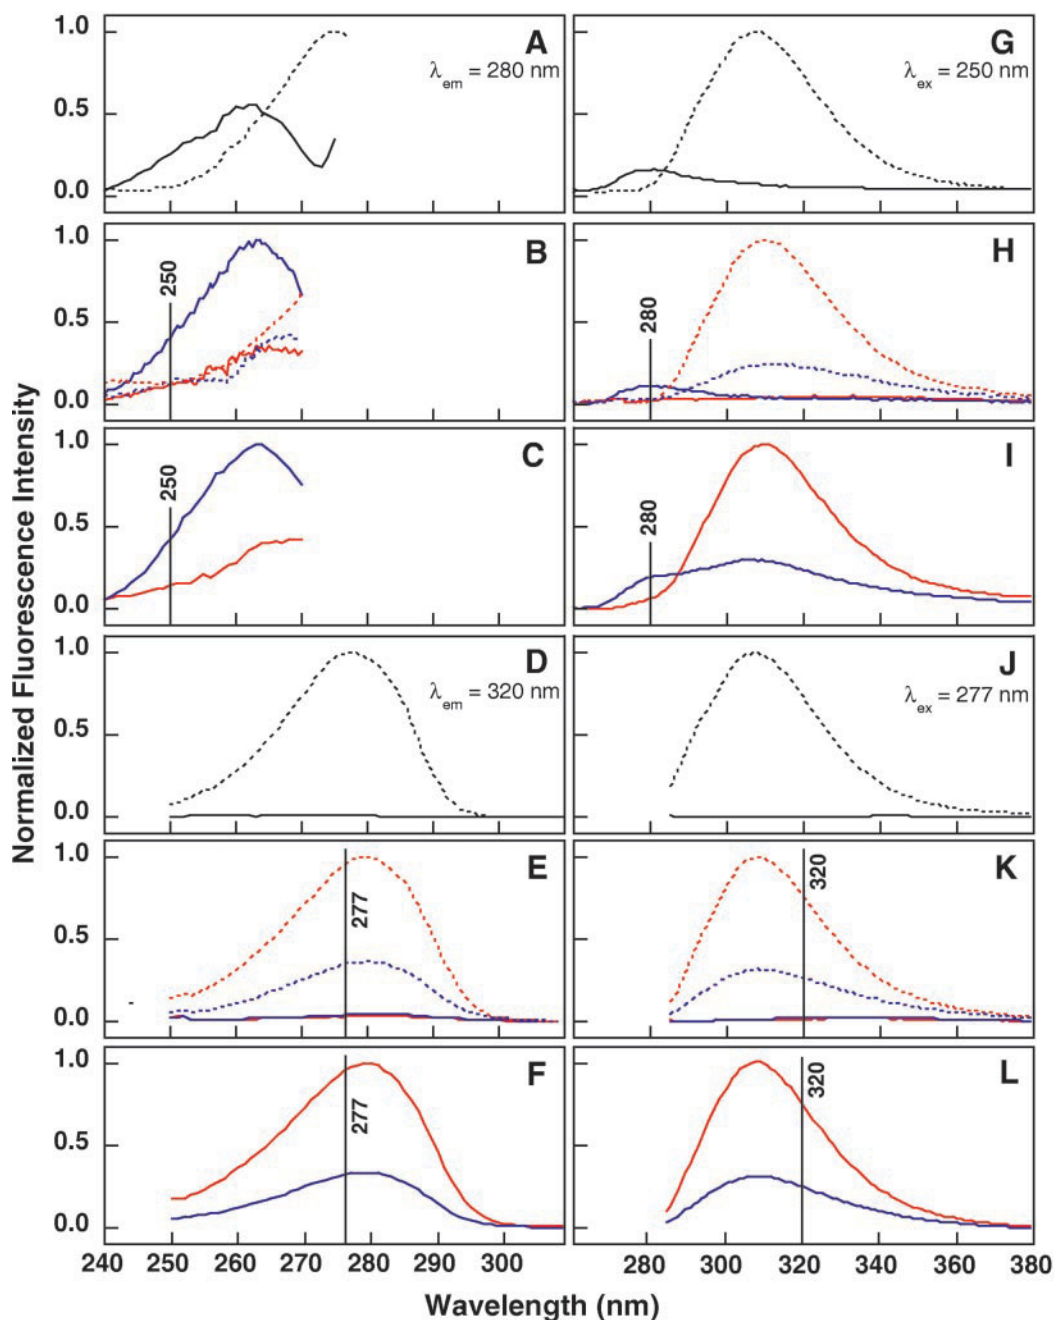 Normalized Fluorescence Intensity
1.0
0.5
0.0
A
λem = 280 nm
G
λex = 250 nm
1.0
0.5
0.0
250
B
280
H
1.0
0.5
0.0
250
C
280
I
1.0
0.5
0.0
D
λem = 320 nm
J
λex = 277 nm
1.0
0.5
0.0
277
E
320
K
1.0
0.5
0.0
277
F
320
L
240 250 260 270 280 290 300
280 300 320 340 360 380
Wavelength (nm)